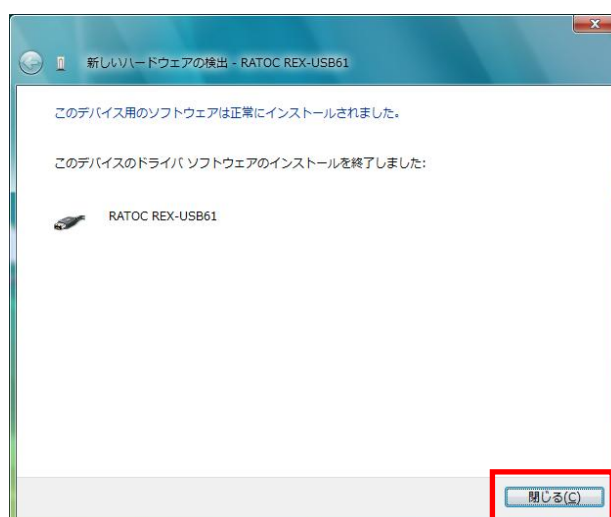 新しいハードウェアの検出 - RATOC REX-USB61
このデバイス用のソフトウェアは正常にインストールされました。
このデバイスのドライバ ソフトウェアのインストールを終了しました:
RATOC REX-USB61
閉じる(C)